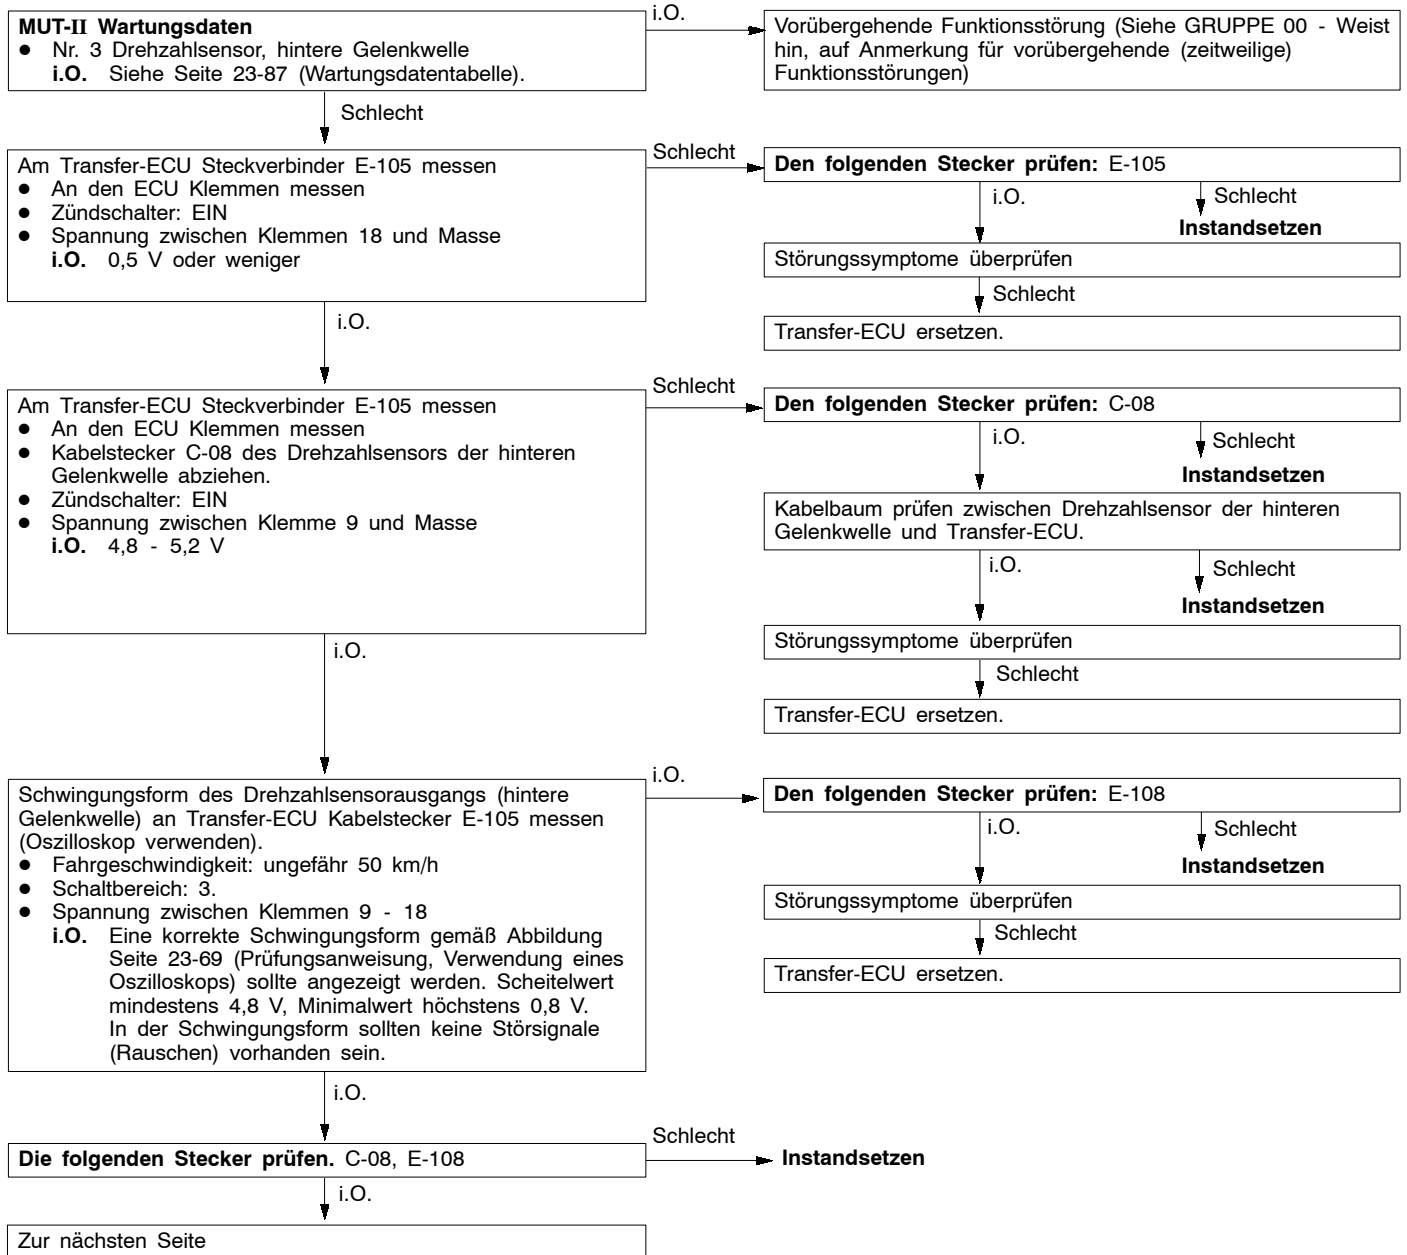 MUT-II Wartungsdaten
● Nr. 3 Drehzahlsensor, hintere Gelenkwelle
i.O. Siehe Seite 23-87 (Wartungsdatentabelle).
i.O.
Vorübergehende Funktionsstörung (Siehe GRUPPE 00 - Weist
hin, auf Anmerkung für vorübergehende (zeitweilige)
Funktionsstörungen)
Schlecht
Am Transfer-ECU Steckverbinder E-105 messen
● An den ECU Klemmen messen
● Zündschalter: EIN
● Spannung zwischen Klemmen 18 und Masse
i.O. 0,5 V oder weniger
Schlecht
Den folgenden Stecker prüfen: E-105
i.O.
Schlecht
Instandsetzen
Störungssymptome überprüfen
Schlecht
Transfer-ECU ersetzen.
i.O.
Am Transfer-ECU Steckverbinder E-105 messen
● An den ECU Klemmen messen
● Kabelstecker C-08 des Drehzahlsensors der hinteren
Gelenkwelle abziehen.
● Zündschalter: EIN
● Spannung zwischen Klemme 9 und Masse
i.O. 4,8 - 5,2 V
Schlecht
Den folgenden Stecker prüfen: C-08
i.O.
Schlecht
Instandsetzen
Kabelbaum prüfen zwischen Drehzahlsensor der hinteren
Gelenkwelle und Transfer-ECU.
i.O.
Schlecht
Instandsetzen
Störungssymptome überprüfen
Schlecht
Transfer-ECU ersetzen.
i.O.
Schwingungsform des Drehzahlsensorausgangs (hintere
Gelenkwelle) an Transfer-ECU Kabelstecker E-105 messen
(Oszilloskop verwenden).
● Fahrgeschwindigkeit: ungefähr 50 km/h
● Schaltbereich: 3.
● Spannung zwischen Klemmen 9 - 18
i.O. Eine korrekte Schwingungsform gemäß Abbildung
Seite 23-69 (Prüfungsanweisung, Verwendung eines
Oszilloskops) sollte angezeigt werden. Scheitelwert
mindestens 4,8 V, Minimalwert höchstens 0,8 V.
In der Schwingungsform sollten keine Störsignale
(Rauschen) vorhanden sein.
i.O.
Den folgenden Stecker prüfen: E-108
i.O.
Schlecht
Instandsetzen
Störungssymptome überprüfen
Schlecht
Transfer-ECU ersetzen.
i.O.
Die folgenden Stecker prüfen. C-08, E-108
Schlecht
Instandsetzen
i.O.
Zur nächsten Seite